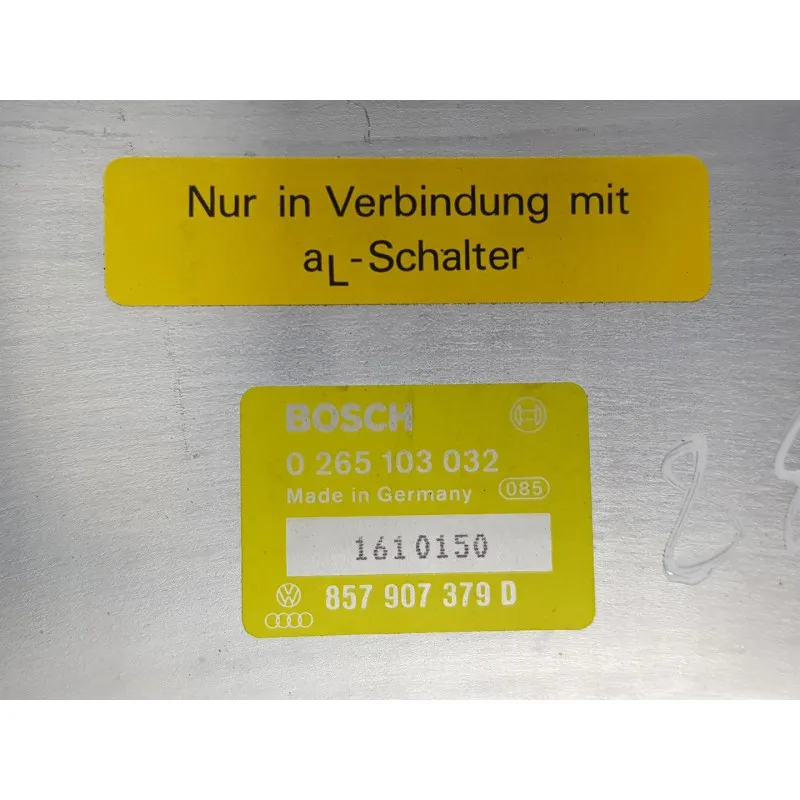 Nur in Verbindung mit
aL-Schalter
BOSCH
0 265 103 032
Made in Germany 085
1610150
857 907 379 D